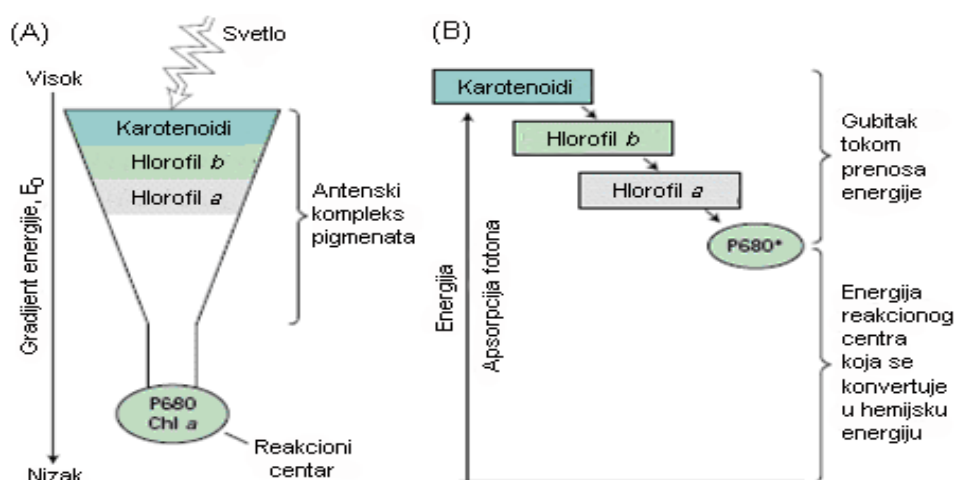 (A)
Svetlo
Visok
Karotenoidi
Hlorofil b
Hlorofil a
Gradijent energije, E₀
Antenski
kompleks
pigmenata
P680
Chl a
Reakcioni
centar
Nizak
(B)
Karotenoidi
Hlorofil b
Hlorofil a
P680*
Energija
Apsorpcija fotona
Gubitak
tokom
prenosa
energije
Energija
reakcionog
centra
koja se
konvertuje
u hemijsku
energiju